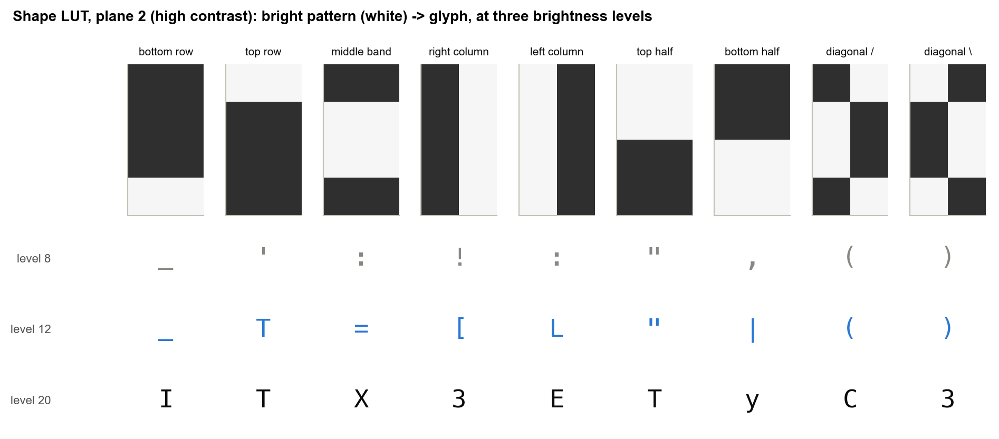 Shape LUT, plane 2 (high contrast): bright pattern (white) -> glyph, at three brightness levels
bottom row top row middle band right column left column top half bottom half diagonal / diagonal \
level 8 _ ' : ! : " , ( )
level 12 _ T = [ L " | ( )
level 20 I T X 3 E T y C 3